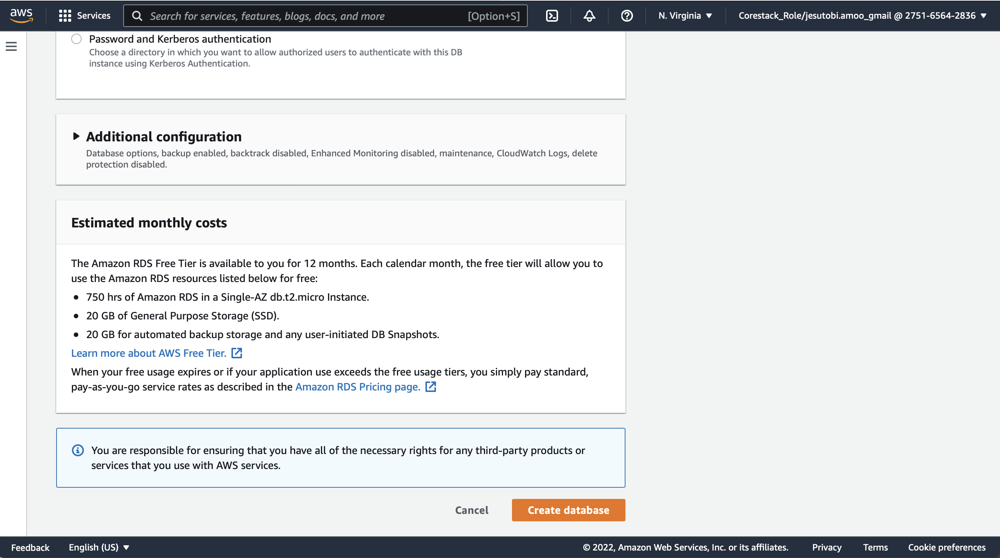 aws
Services
Search for services, features, blogs, docs, and more
[Option+S]
N. Virginia ▼
Corestack_Role/jesutobi.amoo_gmail @ 2751-6564-2836 ▼
Password and Kerberos authentication
Choose a directory in which you want to allow authorized users to authenticate with this DB
instance using Kerberos Authentication.
Additional configuration
Database options, backup enabled, backtrack disabled, Enhanced Monitoring disabled, maintenance, CloudWatch Logs, delete
protection disabled.
Estimated monthly costs
The Amazon RDS Free Tier is available to you for 12 months. Each calendar month, the free tier will allow you to
use the Amazon RDS resources listed below for free:
• 750 hrs of Amazon RDS in a Single-AZ db.t2.micro Instance.
• 20 GB of General Purpose Storage (SSD).
• 20 GB for automated backup storage and any user-initiated DB Snapshots.
Learn more about AWS Free Tier.
When your free usage expires or if your application use exceeds the free usage tiers, you simply pay standard,
pay-as-you-go service rates as described in the Amazon RDS Pricing page.
You are responsible for ensuring that you have all of the necessary rights for any third-party products or
services that you use with AWS services.
Cancel
Create database
Feedback
English (US) ▼
© 2022, Amazon Web Services, Inc. or its affiliates.
Privacy
Terms
Cookie preferences